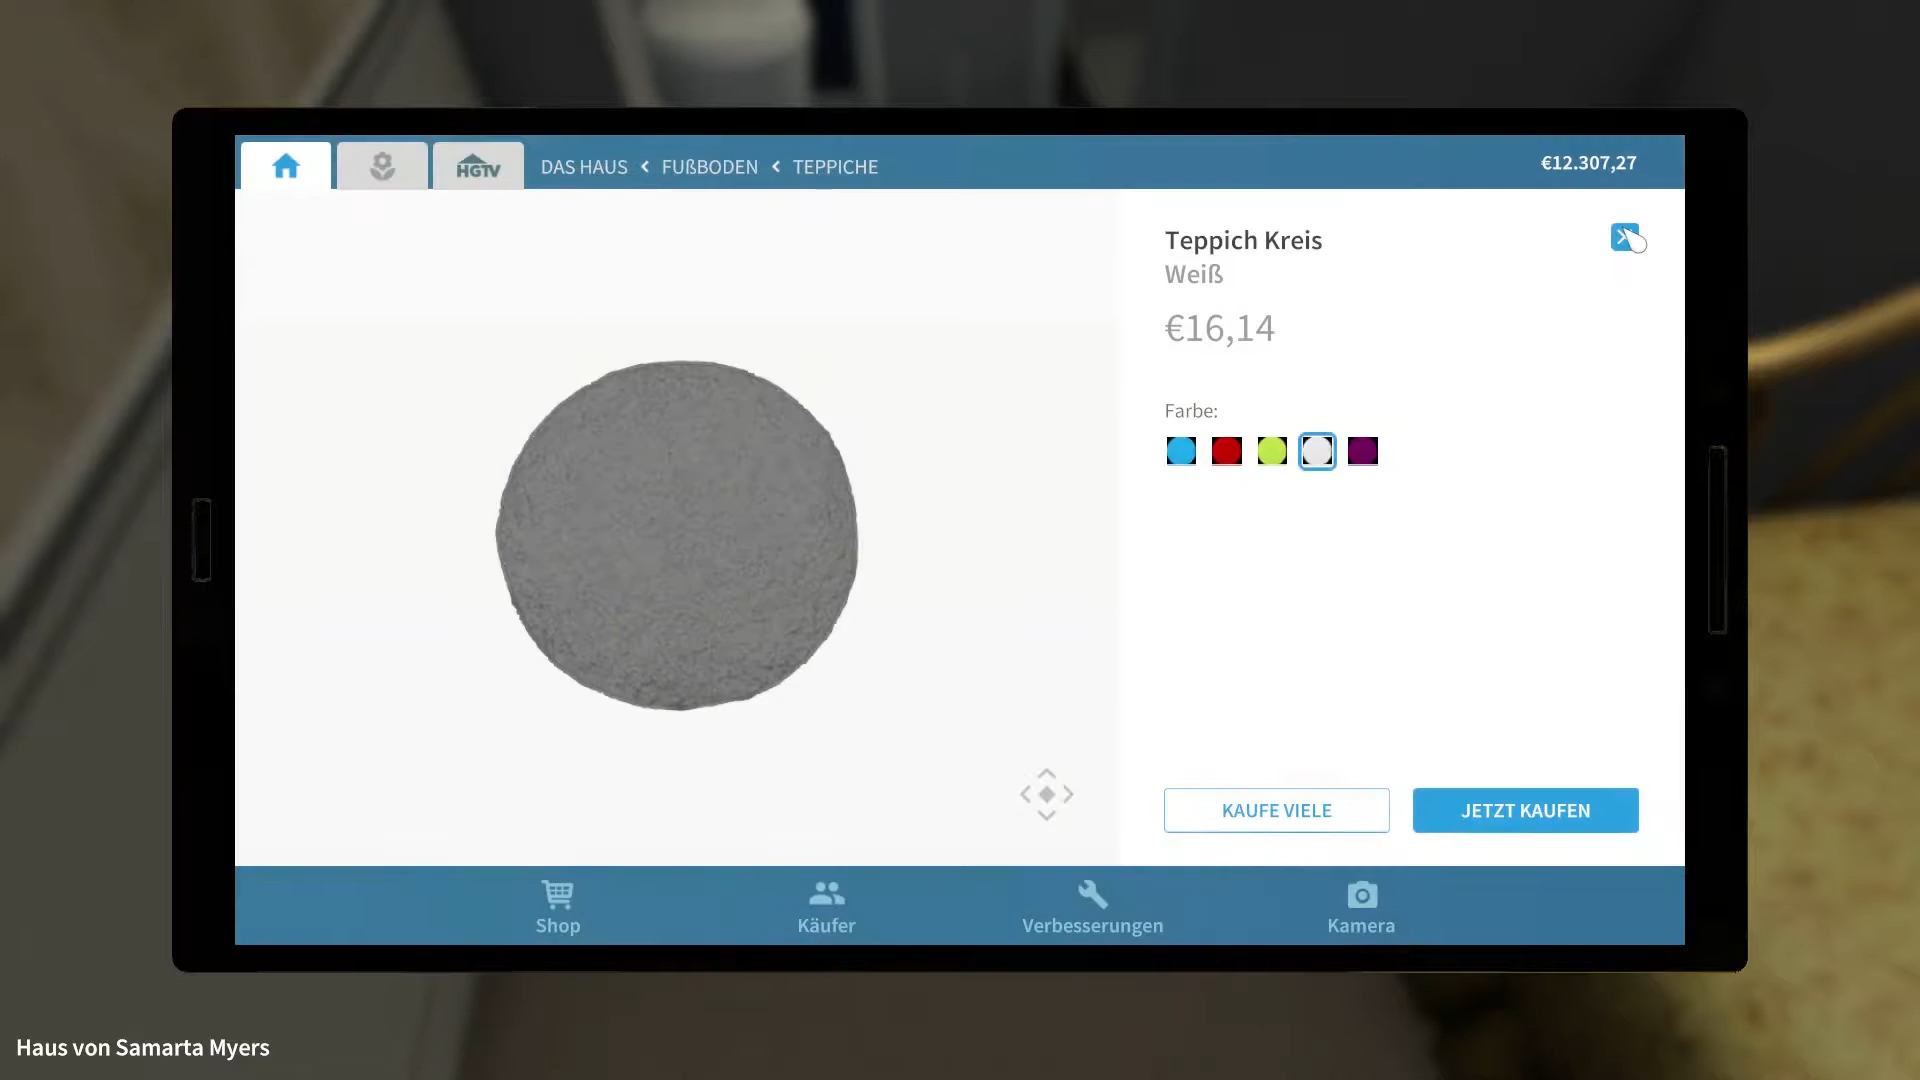 HGTV
DAS HAUS < FUßBODEN < TEPPICHE
€12.307,27
Teppich Kreis
Weiß
€16,14
Farbe:
KAUFE VIELE
JETZT KAUFEN
Shop
Käufer
Verbesserungen
Kamera
Haus von Samarta Myers